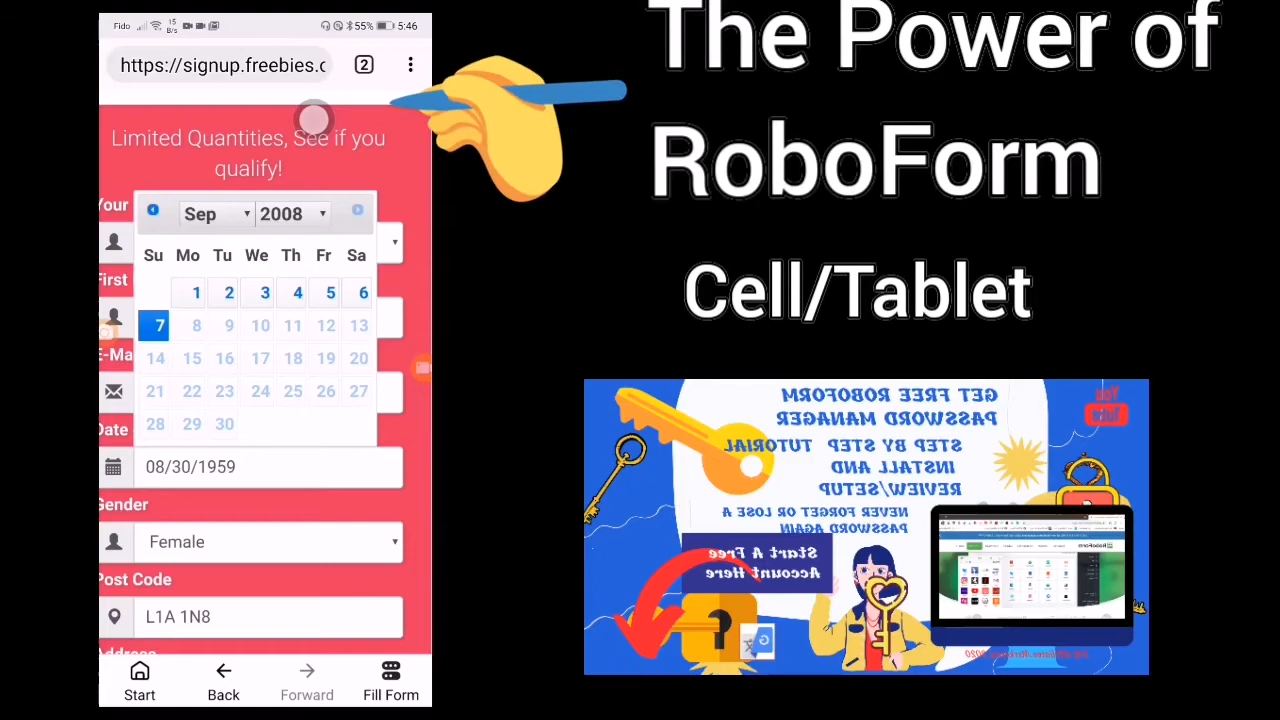 Fido 15 B/s 55% 5:46
https://signup.freebies.c 2
Limited Quantities, See if you
qualify!
Your
Sep 2008
Su Mo Tu We Th Fr Sa
1 2 3 4 5 6
7 8 9 10 11 12 13
14 15 16 17 18 19 20
21 22 23 24 25 26 27
28 29 30
First
E-Ma
Date
08/30/1959
Gender
Female
Post Code
L1A 1N8
Address
Start Back Forward Fill Form
The Power of
RoboForm
Cell/Tablet
GET FREE ROBOFORM
PASSWORD MANAGER
STEP BY STEP TUTORIAL
INSTALL AND
REVIEW/SETUP
NEVER FORGET OR LOSE A
PASSWORD AGAIN
Start A Free
Account Here
You
Tube
RoboForm